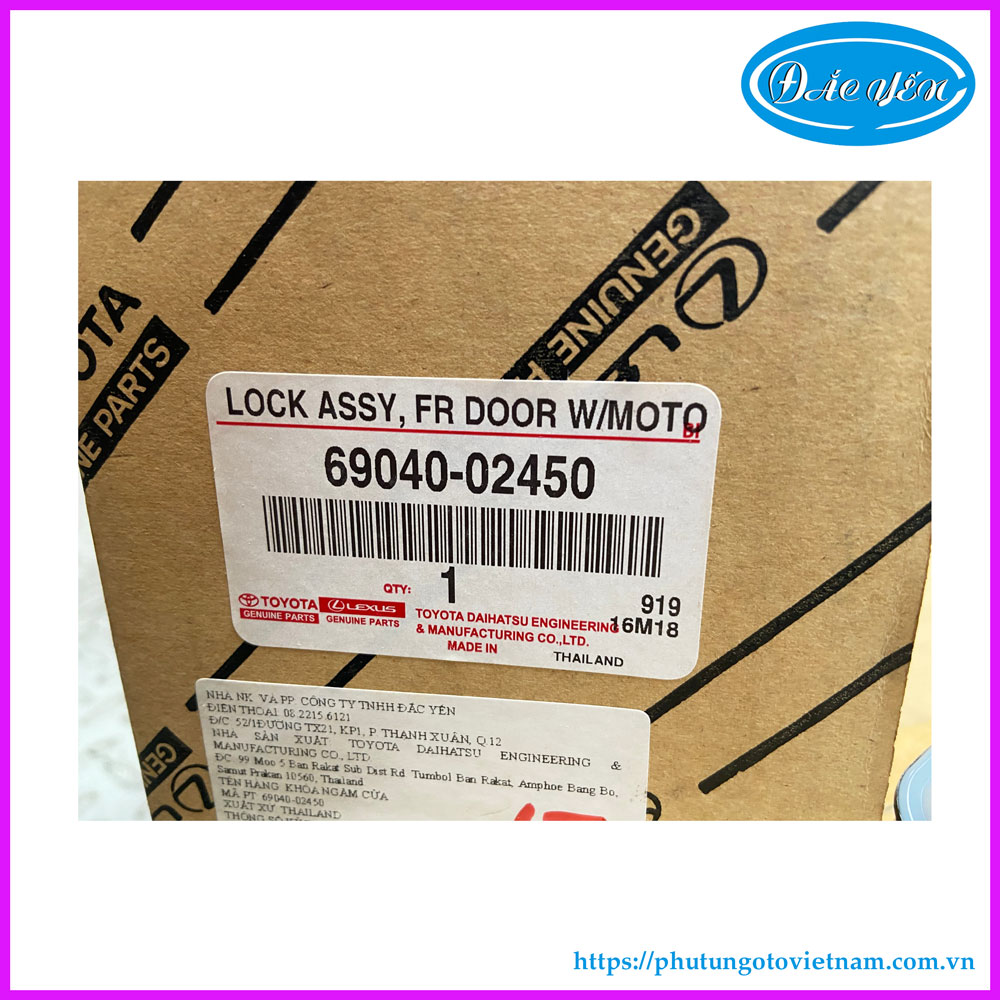 ĐẮC YẾN
GENUINE
TOYOTA
GENUINE PARTS
LOCK ASSY, FR DOOR W/MOTO
BI
69040-02450
QTY: 1
919
16M18
TOYOTA
GENUINE PARTS
LEXUS
GENUINE PARTS
TOYOTA DAIHATSU ENGINEERING
& MANUFACTURING CO.,LTD.
MADE IN THAILAND
NHÀ NK VÀ PP CÔNG TY TNHH ĐẮC YẾN
ĐIỆN THOẠI 08.2215.6121
Đ/C 52/1ĐƯỜNG TX21, KP1, P THẠNH XUÂN, Q 12
NHÀ SẢN XUẤT TOYOTA DAIHATSU ENGINEERING &
MANUFACTURING CO., LTD
ĐC: 99 Moo 5 Ban Rakat Sub Dist Rd Tumbol Ban Rakat, Amphoe Bang Bo,
Samut Prakan 10560, Thailand
TÊN HÀNG KHÓA NGẬM CỬA
MÃ PT 69040-02450
XUẤT XỨ THAILAND
THÔNG SỐ
https://phutungotovietnam.com.vn